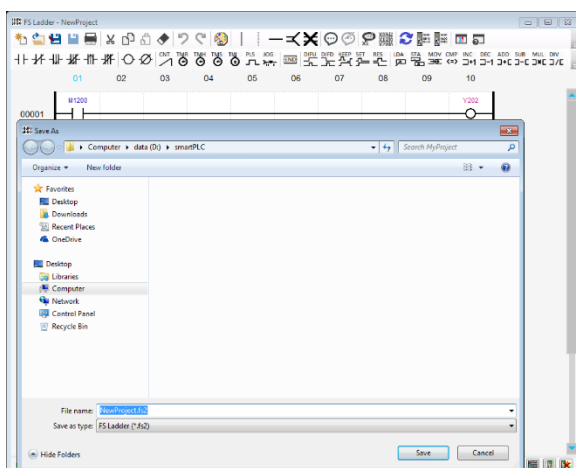 FS Ladder - NewProject
CNT TMR TMH TMS TMI PLS JOG END DIFU DIFD KEEP SET RES LDA STA MOV CMP INC DEC ADD SUB MUL DIV
01 02 03 04 05 06 07 08 09 10
M1200 Y202
00001
Save As
Computer data (D:) smartPLC Search MyProject
Organize New folder
Favorites
Desktop
Downloads
Recent Places
OneDrive
Desktop
Libraries
Computer
Network
Control Panel
Recycle Bin
File name: NewProject.fs2
Save as type: FS Ladder (*.fs2)
Hide Folders Save Cancel